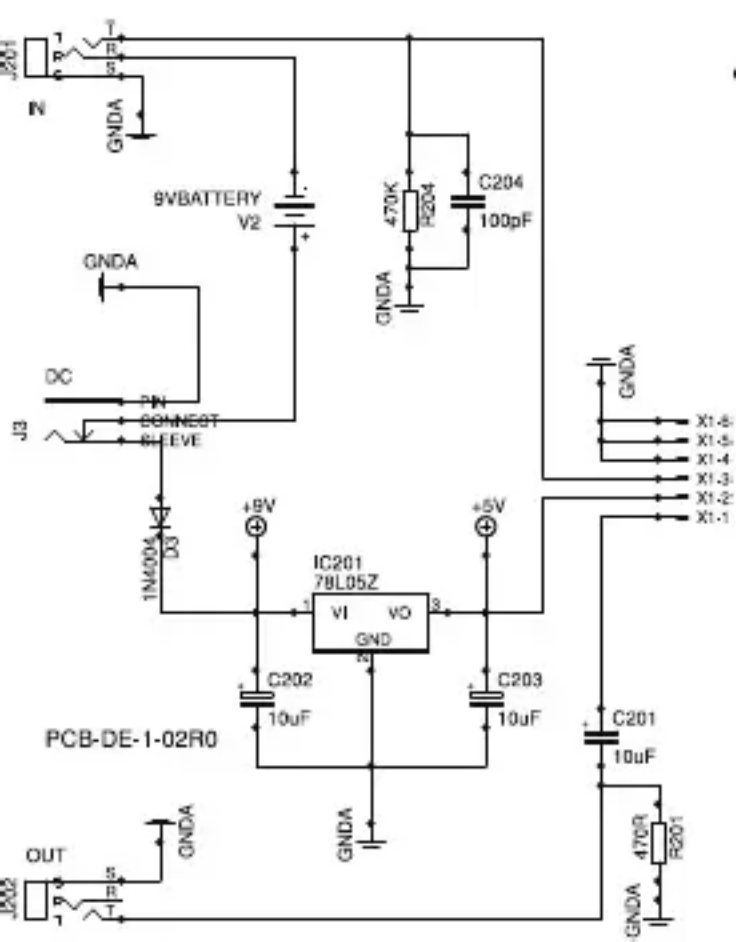 T
T
R
R
S
S
J201
IN
GNDA
9VBATTERY
V2
+
470K
R204
C204
100pF
GNDA
GNDA
DC
PIN
CONNECT
SLEEVE
J3
GNDA
X1-6
X1-5
X1-4
X1-3
X1-2
X1-1
+9V
+5V
1N4004
D3
IC201
78L05Z
1
VI
VO
3
GND
2
C202
10uF
C203
10uF
C201
10uF
PCB-DE-1-02R0
GNDA
GNDA
470R
R201
GNDA
OUT
S
S
R
R
T
T
J202